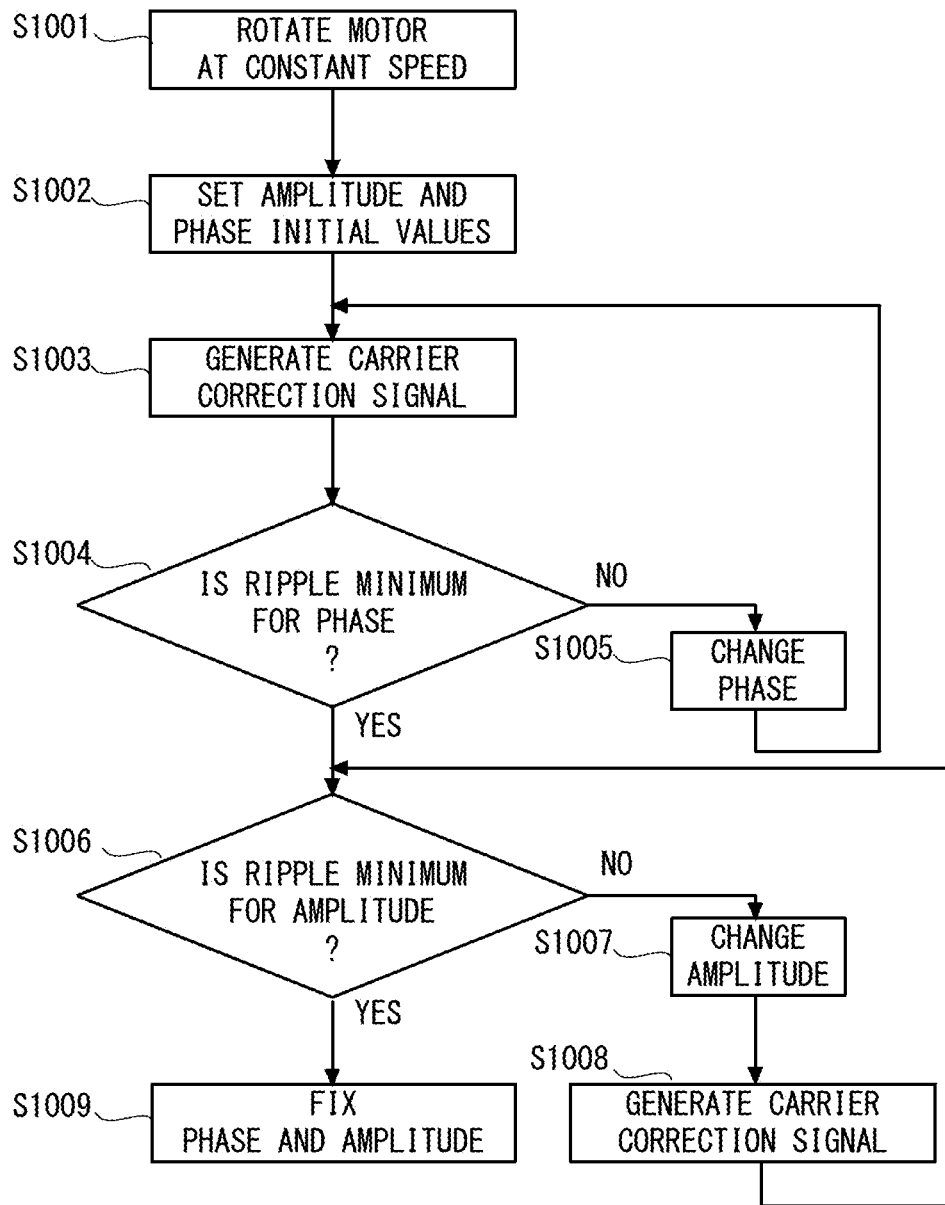 S1001
ROTATE MOTOR
AT CONSTANT SPEED
S1002
SET AMPLITUDE AND
PHASE INITIAL VALUES
S1003
GENERATE CARRIER
CORRECTION SIGNAL
S1004
IS RIPPLE MINIMUM
FOR PHASE
?
NO
S1005
CHANGE
PHASE
YES
S1006
IS RIPPLE MINIMUM
FOR AMPLITUDE
?
NO
S1007
CHANGE
AMPLITUDE
YES
S1008
GENERATE CARRIER
CORRECTION SIGNAL
S1009
FIX
PHASE AND AMPLITUDE